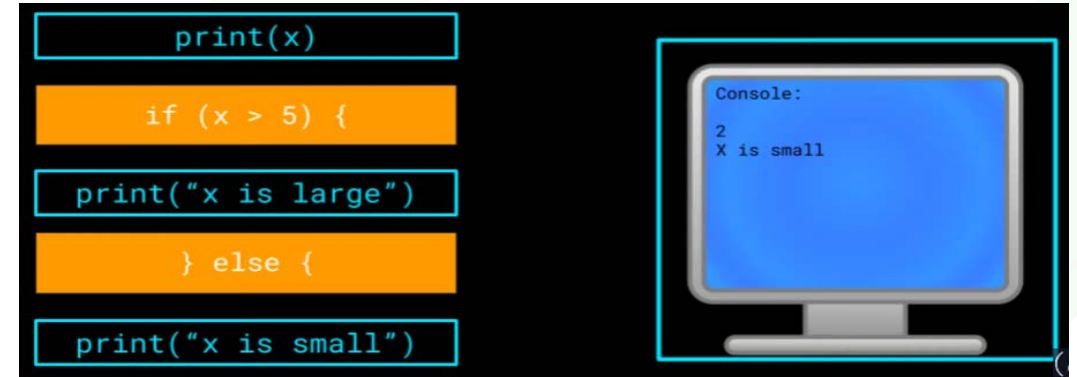 print(x)
if (x > 5) {
print(“x is large”)
} else {
print(“x is small”)
Console:
2
X is small